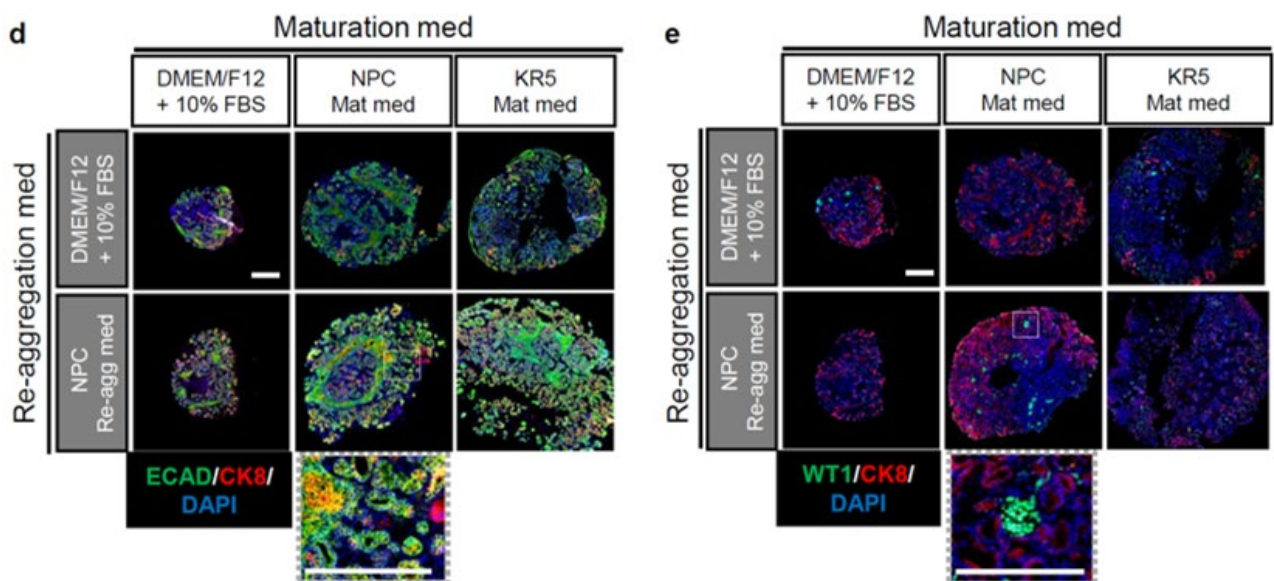 d
Maturation med
DMEM/F12
+ 10% FBS
NPC
Mat med
KR5
Mat med
Re-aggregation med
DMEM/F12
+ 10% FBS
NPC
Re-agg med
ECAD/CK8/
DAPI
e
Maturation med
DMEM/F12
+ 10% FBS
NPC
Mat med
KR5
Mat med
Re-aggregation med
DMEM/F12
+ 10% FBS
NPC
Re-agg med
WT1/CK8/
DAPI